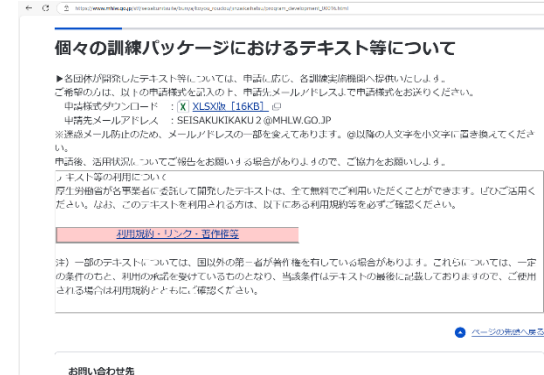 https://www.mhlw.go.jp/stf/seisakunitsuite/bunya/koyou_roudou/jinzaikaihatsu/program_development_00076.html
個々の訓練パッケージにおけるテキスト等について
▶各団体が開発したテキスト等については、申請に応じ、各訓練実施機関へ提供いたします。
ご希望の方は、以下の申請様式を記入の上、申請先メールアドレスまで申請様式をお送りください。
申請様式ダウンロード ：XLSX版 [16KB]
申請先メールアドレス ：SEISAKUKIKAKU２@MHLW.GO.JP
※迷惑メール防止のため、メールアドレスの一部を変えてあります。@以降の大文字を小文字に置き換えてくださ
い。
申請後、活用状況についてご報告をお願いする場合がありますので、ご協力をお願いします。
テキスト等の利用について
厚生労働省が各事業者に委託して開発したテキストは、全て無料でご利用いただくことができます。ぜひご活用く
ださい。なお、このテキストを利用される方は、以下にある利用規約等を必ずご確認ください。
利用規約・リンク・著作権等
注）一部のテキストについては、国以外の第三者が著作権を有している場合があります。これらについては、一定
の条件のもと、利用の承諾を受けているものとなり、当該条件はテキストの最後に記載しておりますので、ご使用
される場合は利用規約とともにご確認ください。
ページの先頭へ戻る
お問い合わせ先